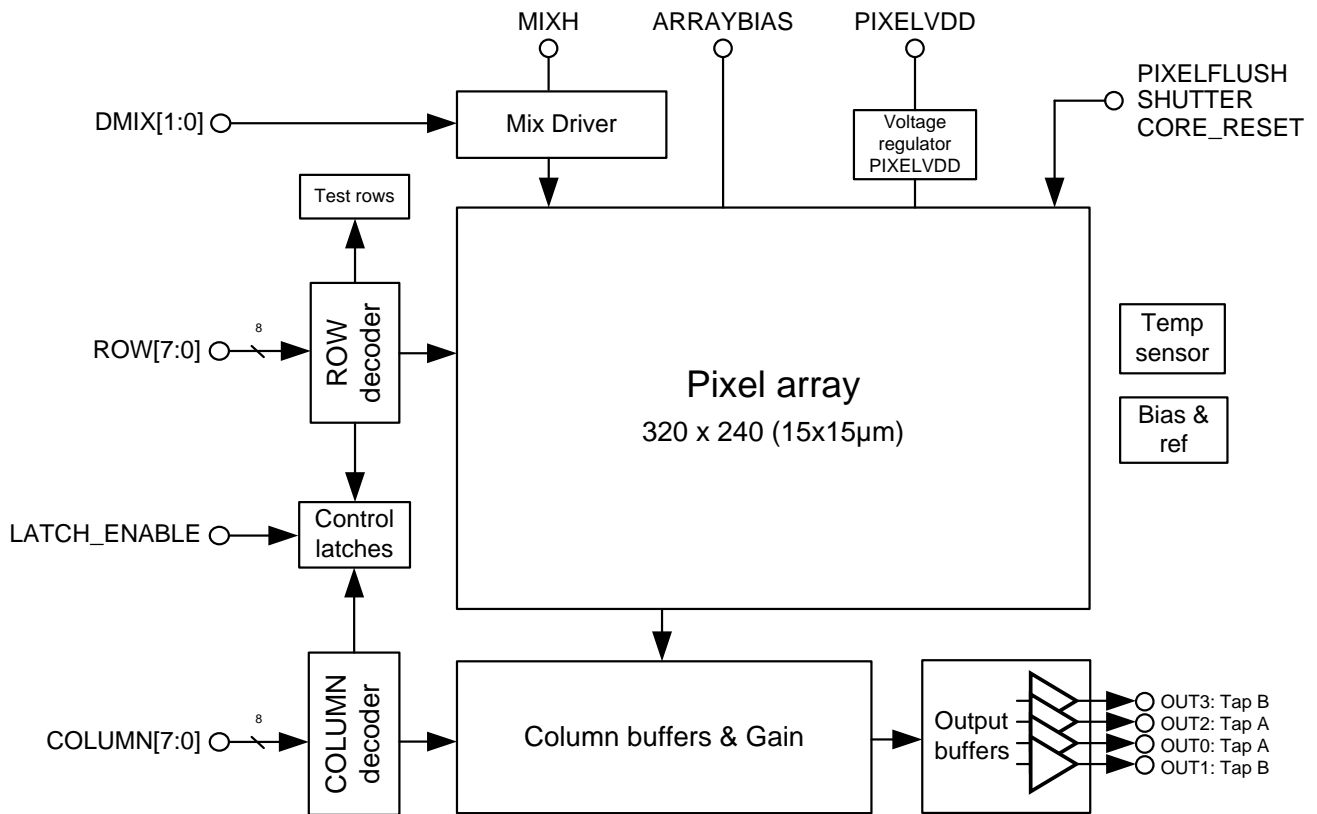 MIXH
ARRAYBIAS
PIXELVDD
PIXELFLUSH
SHUTTER
CORE_RESET
DMIX[1:0]
Mix Driver
Voltage
regulator
PIXELVDD
Test rows
ROW[7:0]
8
ROW
decoder
Pixel array
320 x 240 (15x15µm)
Temp
sensor
Bias &
ref
LATCH_ENABLE
Control
latches
COLUMN[7:0]
8
COLUMN
decoder
Column buffers & Gain
Output
buffers
OUT3: Tap B
OUT2: Tap A
OUT0: Tap A
OUT1: Tap B